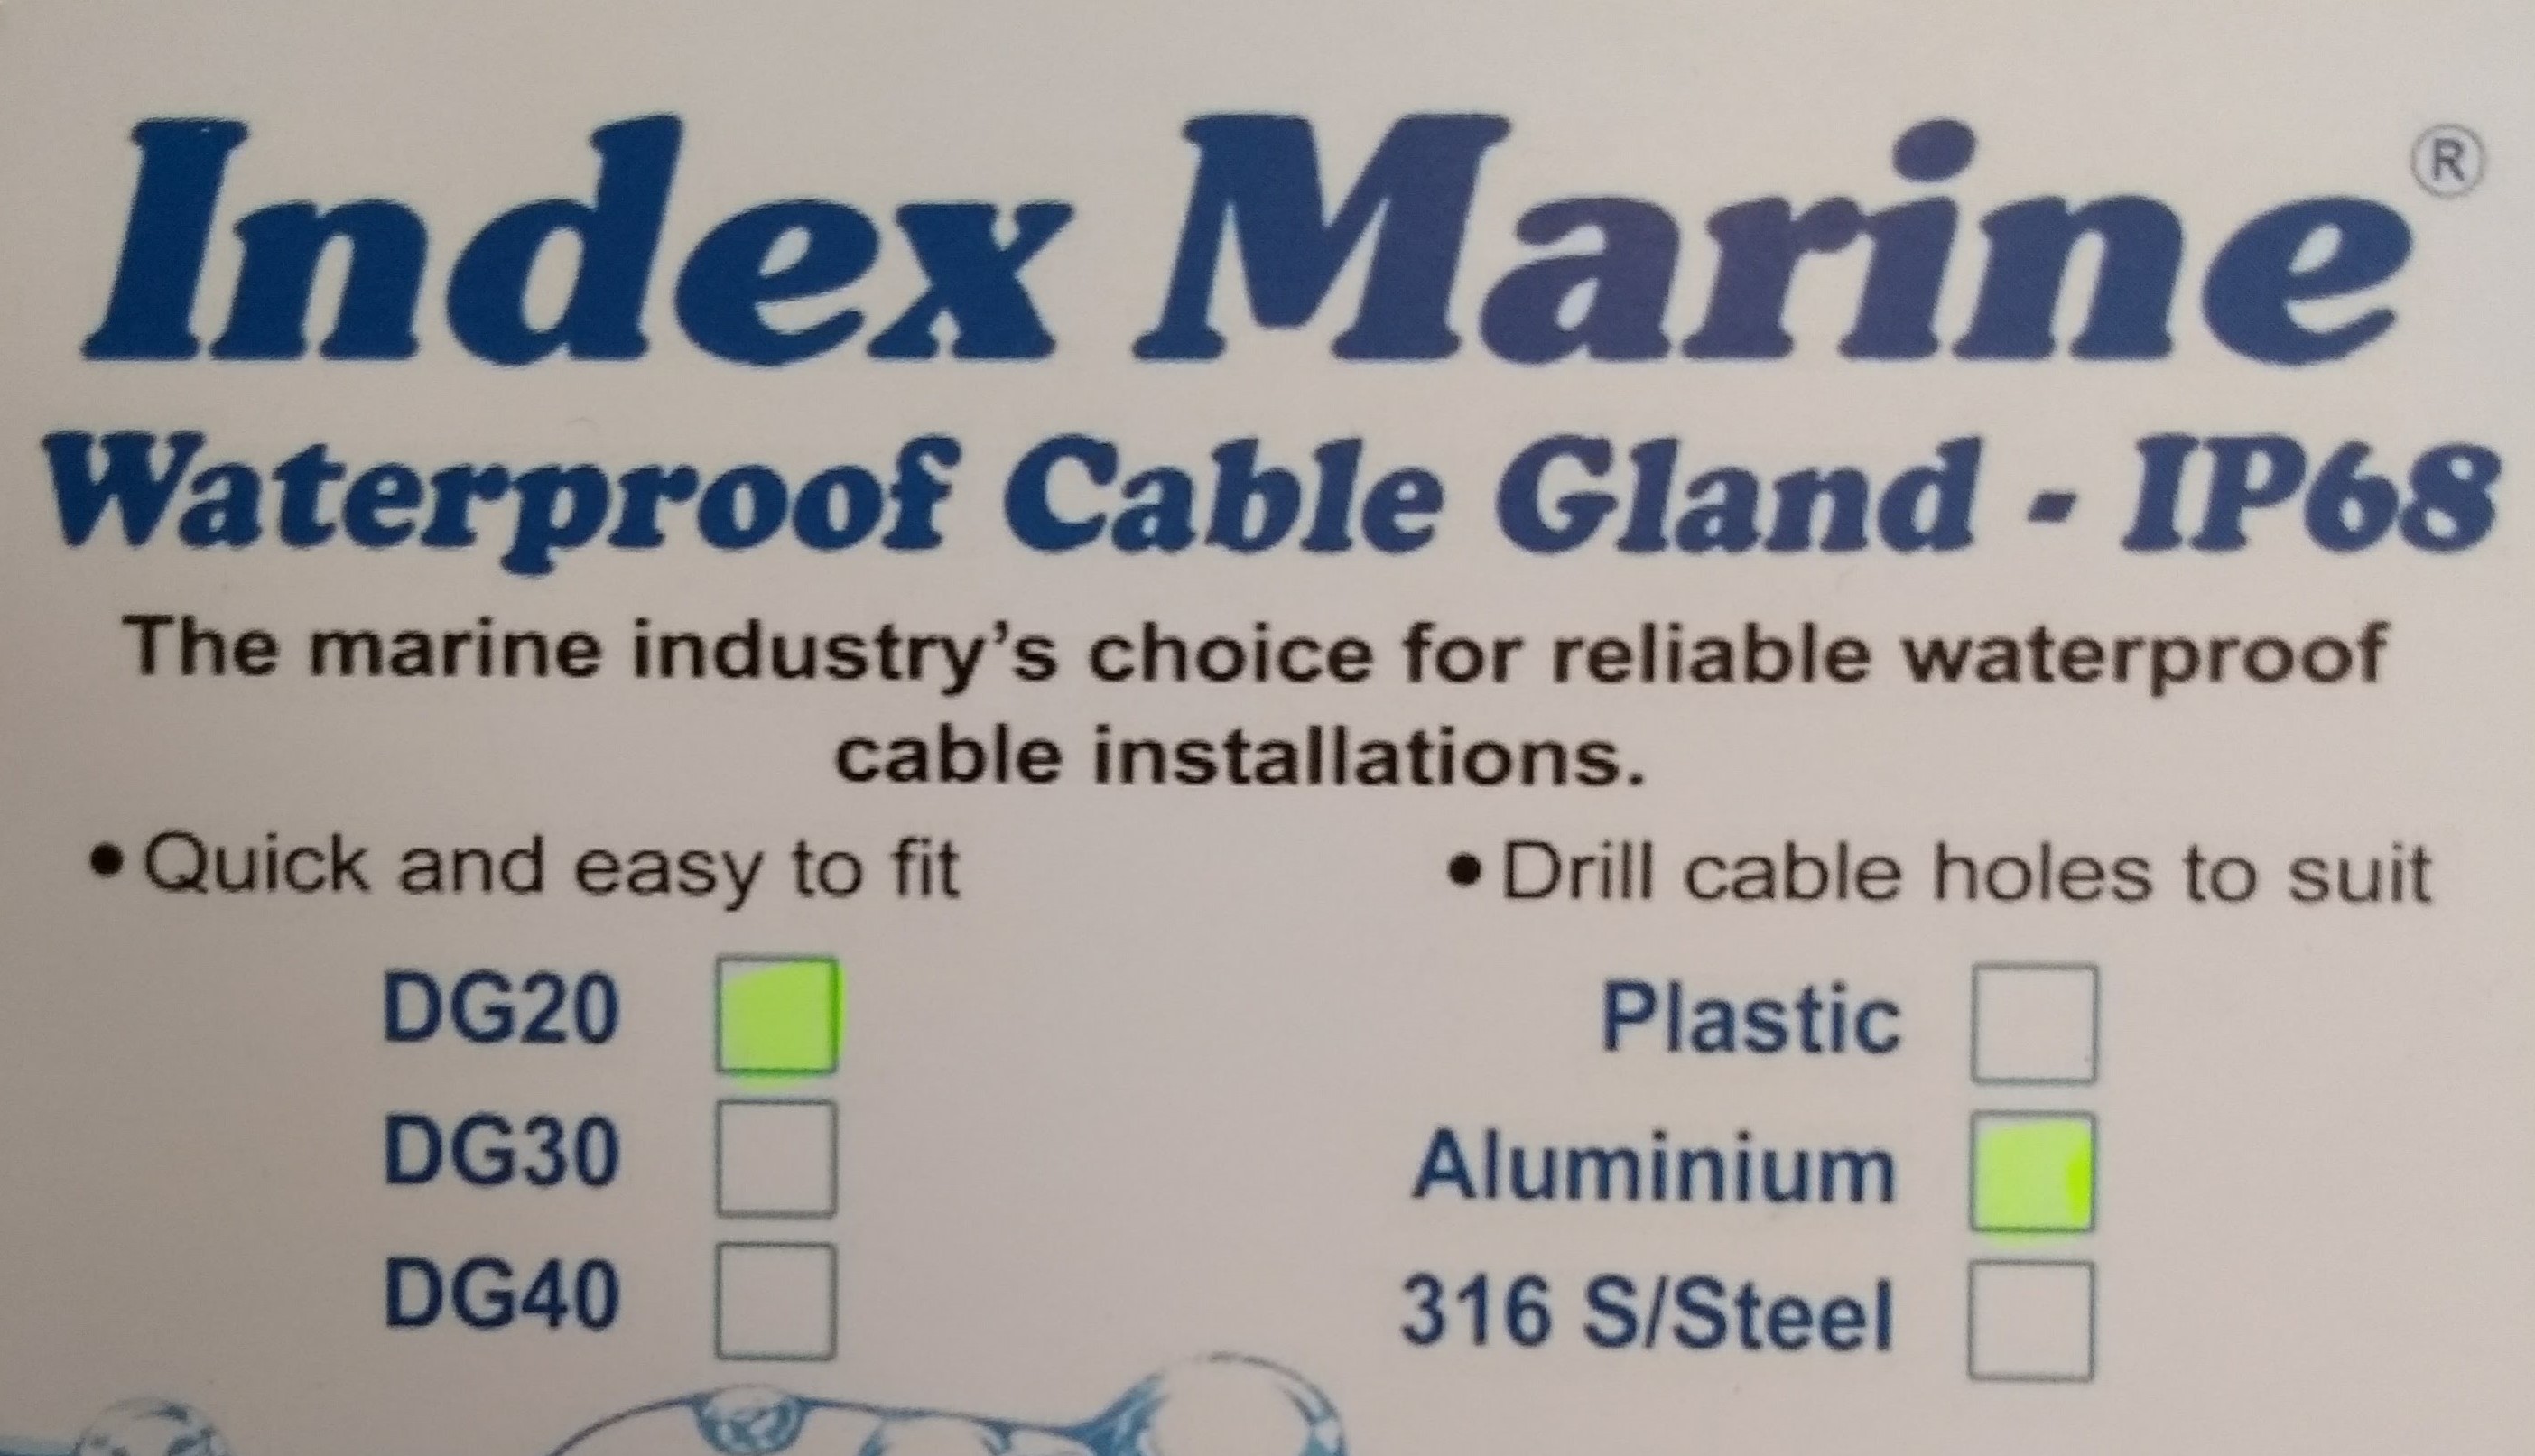 Index Marine®
Waterproof Cable Gland - IP68
The marine industry's choice for reliable waterproof
cable installations.
• Quick and easy to fit
• Drill cable holes to suit
DG20
DG30
DG40
Plastic
Aluminium
316 S/Steel